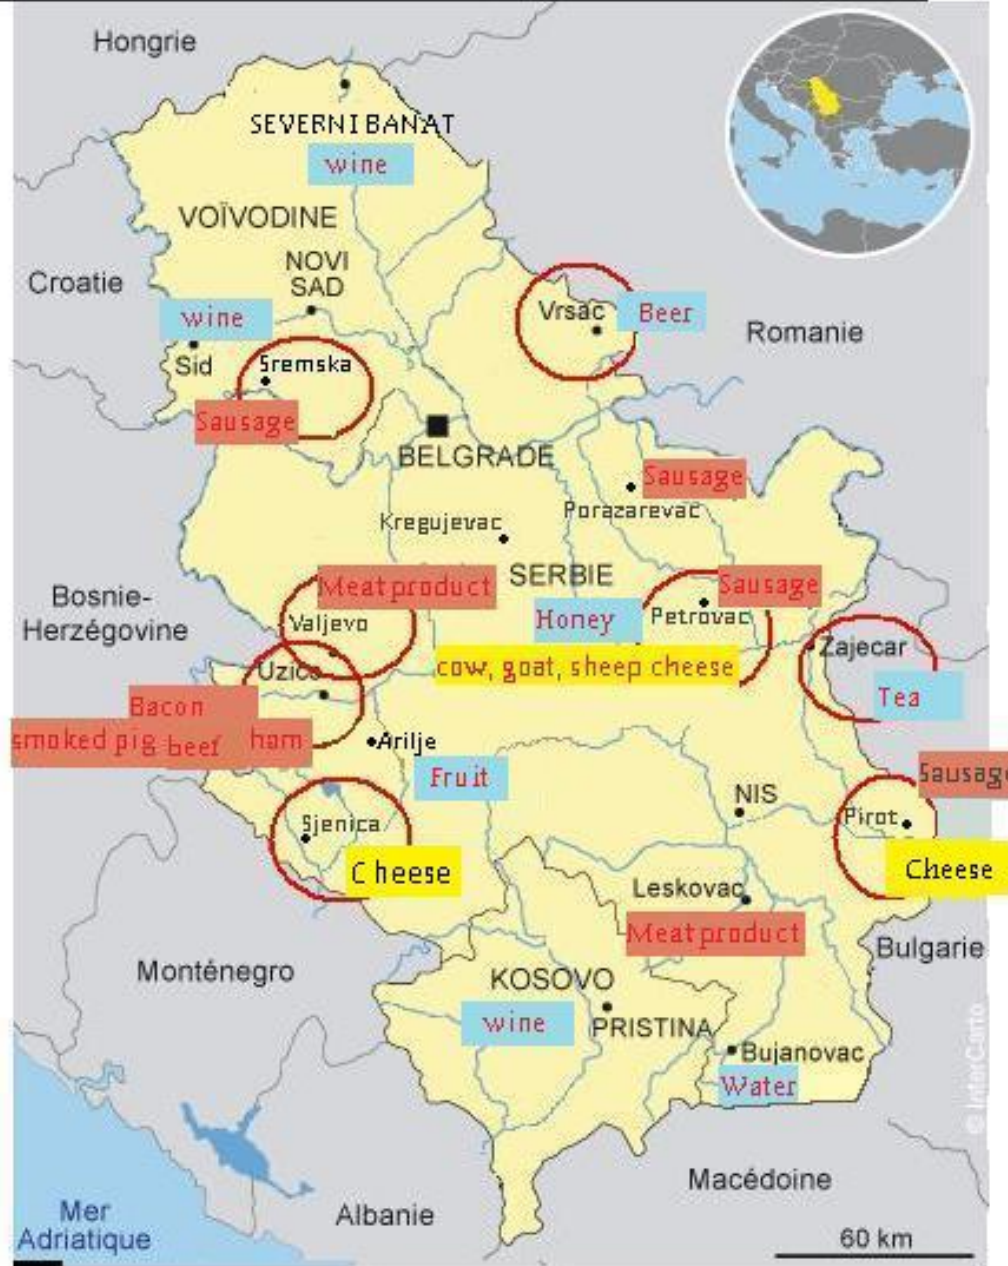 Hongrie
SEVERNI BANAT
wine
VOÏVODINE
Croatie
NOVI
SAD
wine
Vrsac
Beer
Romanie
Sid
Sremska
Sausage
BELGRADE
Sausage
Porazarevac
Kregujevac
SERBIE
Meat product
Sausage
Bosnie-
Herzégovine
Valjevo
Honey
Petrovac
cow, goat, sheep cheese
Zajecar
Uzice
Tea
Bacon
smoked pig beef ham
Arilje
Fruit
Sausage
NIS
Sjenica
Pirot
Cheese
Cheese
Leskovac
Meat product
Bulgarie
Monténegro
KOSOVO
wine
PRISTINA
Bujanovac
Water
© InterCarto
Macédoine
Mer
Adriatique
Albanie
60 km